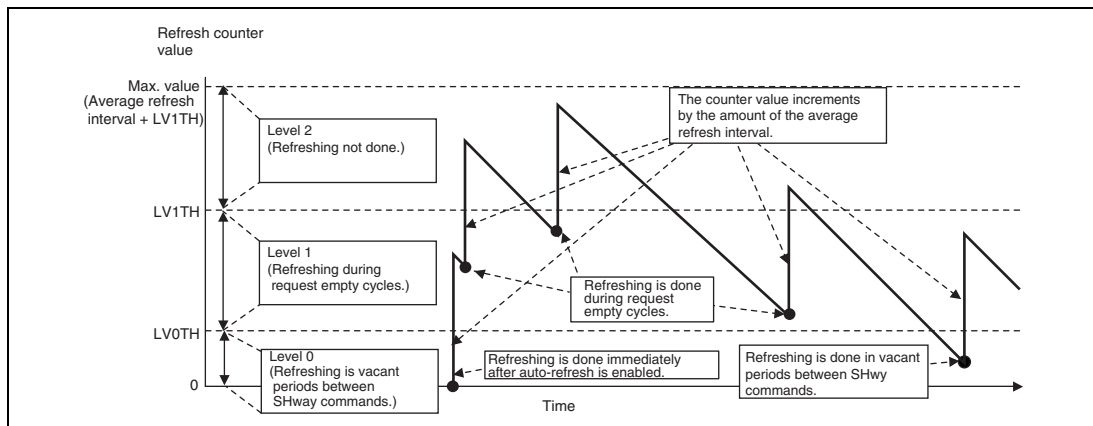 Refresh counter
value
Max. value
(Average refresh
interval + LV1TH)
The counter value increments
by the amount of the average
refresh interval.
Level 2
(Refreshing not done.)
LV1TH
Level 1
(Refreshing during
request empty cycles.)
Refreshing is done
during request
empty cycles.
LV0TH
Level 0
(Refreshing is vacant
periods between
SHway commands.)
Refreshing is done immediately
after auto-refresh is enabled.
Refreshing is done in vacant
periods between SHwy
commands.
0
Time